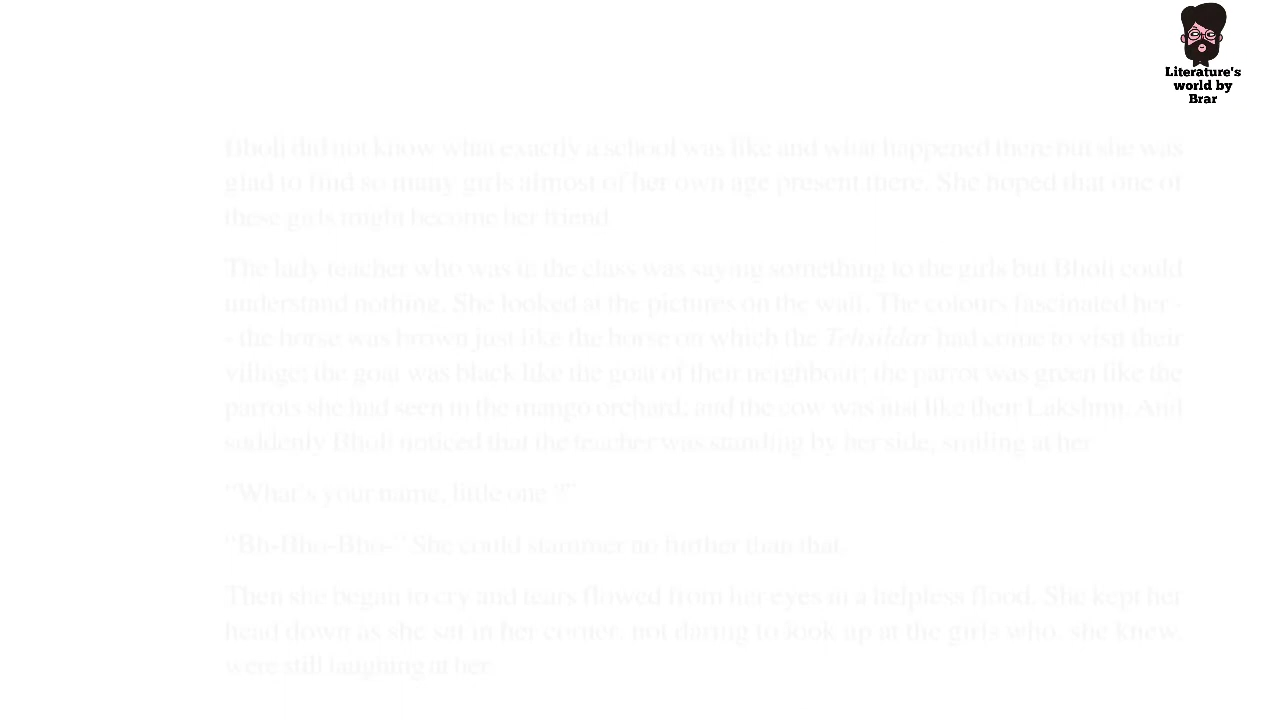 Literature's
world by
Brar
Bholi did not know what exactly a school was like and what happened there but she was
glad to find so many girls almost of her own age present there. She hoped that one of
these girls might become her friend
The lady teacher who was in the class was saying something to the girls but Bholi could
understand nothing. She looked at the pictures on the wall. The colours fascinated her -
- the horse was brown just like the horse on which the Tehsildar had come to visit their
village; the goat was black like the goat of their neighbour; the parrot was green like the
parrots she had seen in the mango orchard; and the cow was just like their Lakshmi. And
suddenly Bholi noticed that the teacher was standing by her side, smiling at her
“What's your name, little one ?”
“Bh-Bho-Bho-” She could stammer no further than that.
Then she began to cry and tears flowed from her eyes in a helpless flood. She kept her
head down as she sat in her corner, not daring to look up at the girls who, she knew,
were still laughing at her